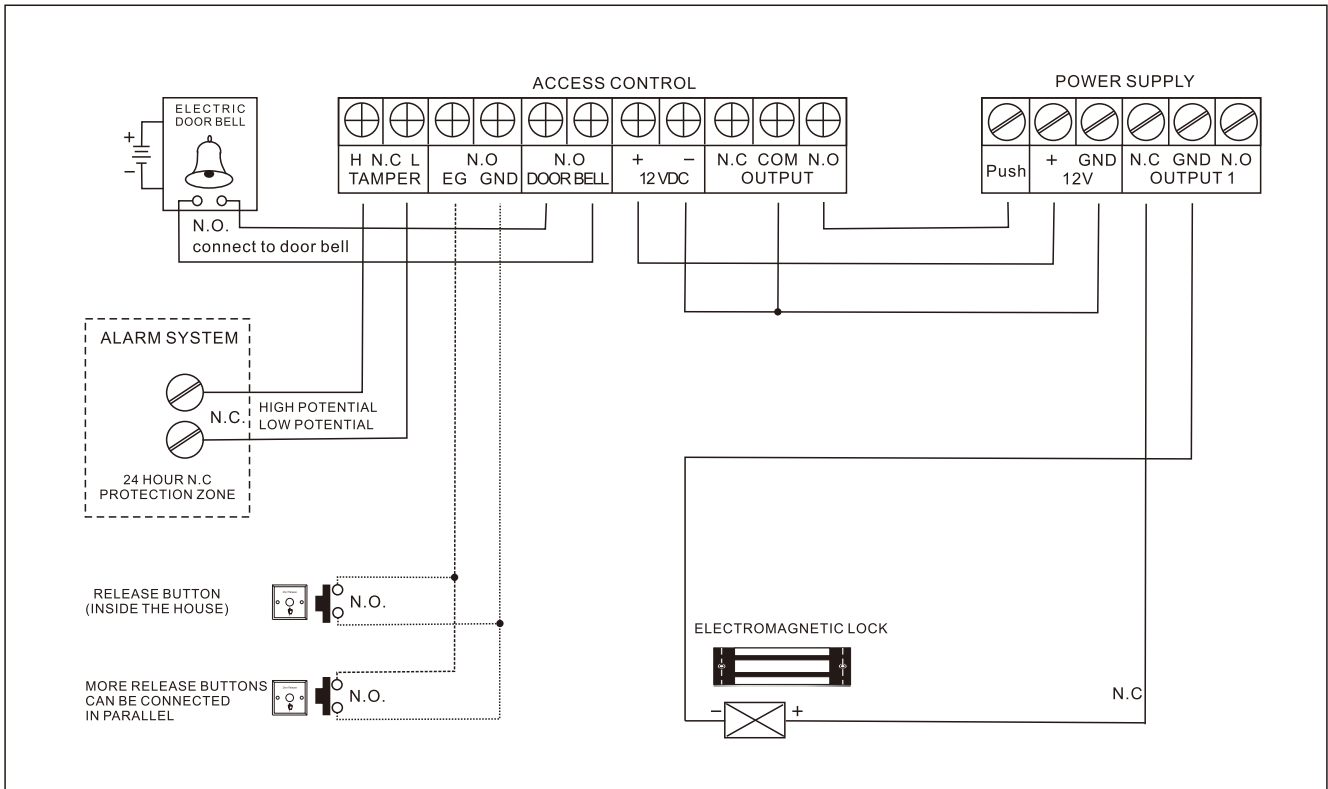 ACCESS CONTROL
POWER SUPPLY
ELECTRIC
DOOR BELL
+
−
H N.C L
TAMPER
N.O
EG GND
N.O
DOOR BELL
+ −
12 VDC
N.C COM N.O
OUTPUT
Push
+ GND
12V
N.C GND N.O
OUTPUT 1
N.O.
connect to door bell
ALARM SYSTEM
N.C.
HIGH POTENTIAL
LOW POTENTIAL
24 HOUR N.C
PROTECTION ZONE
RELEASE BUTTON
(INSIDE THE HOUSE)
N.O.
MORE RELEASE BUTTONS
CAN BE CONNECTED
IN PARALLEL
N.O.
ELECTROMAGNETIC LOCK
− +
N.C